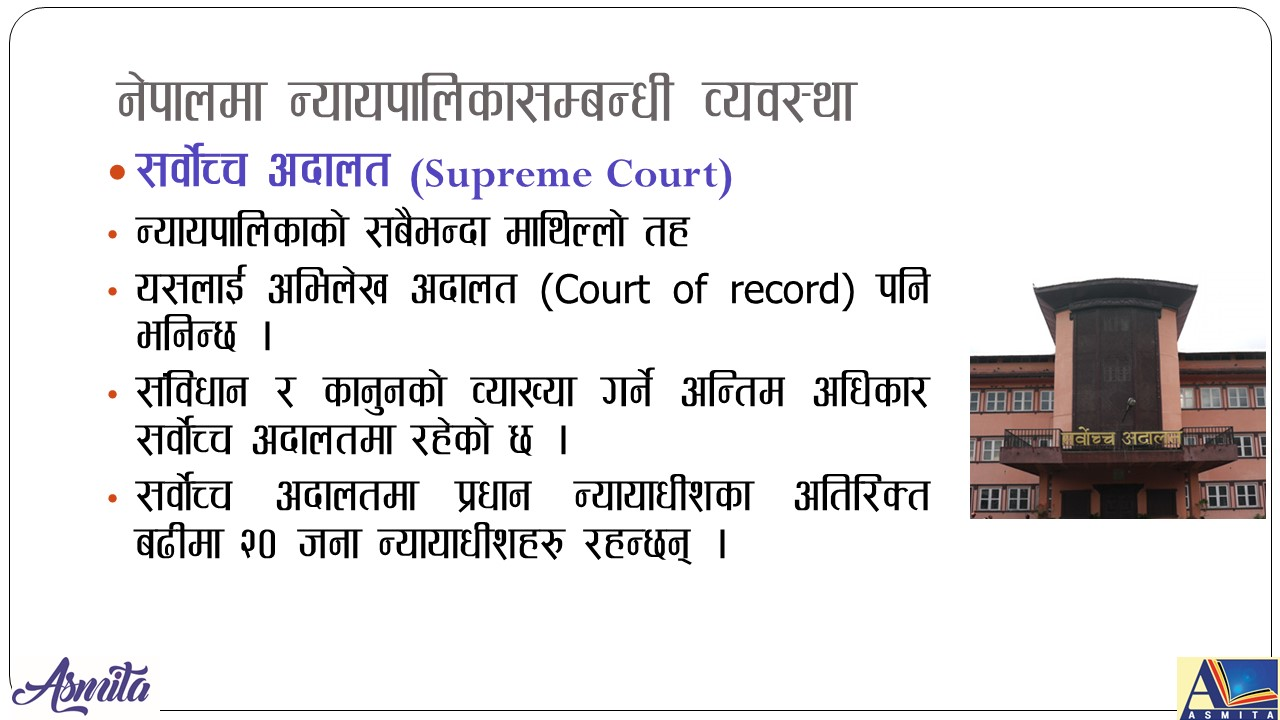 नेपालमा न्यायपालिकासम्बन्धी व्यवस्था
• सर्वोच्च अदालत (Supreme Court)
• न्यायपालिकाको सबैभन्दा माथिल्लो तह
• यसलाई अभिलेख अदालत (Court of record) पनि
भनिन्छ ।
• संविधान र कानुनको व्याख्या गर्ने अन्तिम अधिकार
सर्वोच्च अदालतमा रहेको छ ।
• सर्वोच्च अदालतमा प्रधान न्यायाधीशका अतिरिक्त
बढीमा २० जना न्यायाधीशहरु रहन्छन् ।
सर्वोच्च अदालत
Asmita
ASMITA